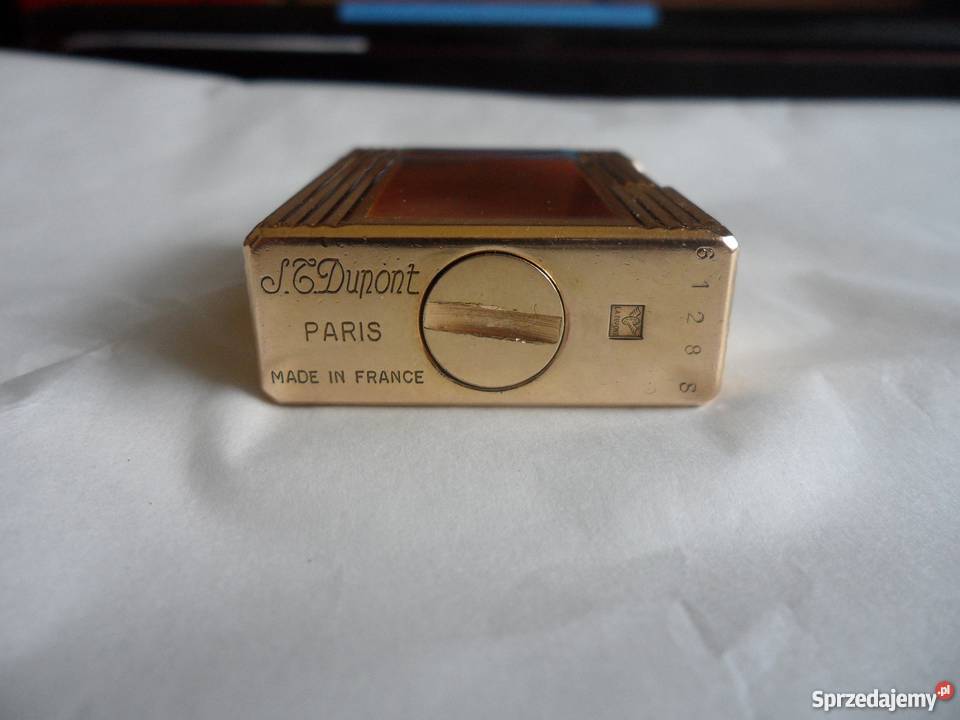 S.T.Dupont
PARIS
MADE IN FRANCE
61288
Sprzedajemy.pl